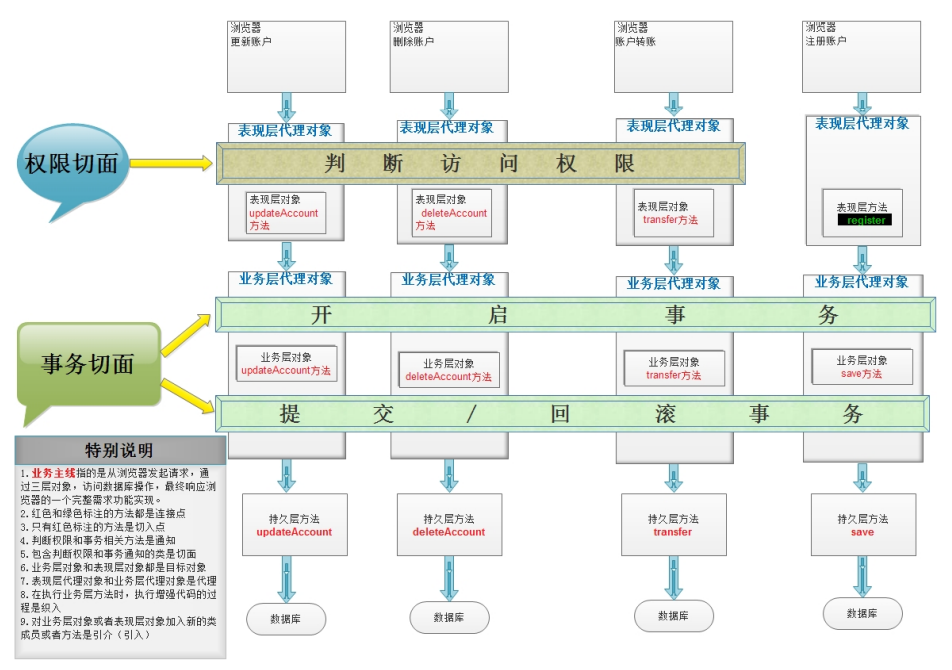 浏览器
更新账户
浏览器
删除账户
浏览器
账户转账
浏览器
注册账户
表现层代理对象
表现层代理对象
表现层代理对象
表现层代理对象
权限切面
判断访问权限
表现层对象
updateAccount
方法
表现层对象
deleteAccount
方法
表现层对象
transfer方法
表现层方法
register
业务层代理对象
业务层代理对象
业务层代理对象
业务层代理对象
开启事务
事务切面
业务层对象
updateAccount方法
业务层对象
deleteAccount方法
业务层对象
transfer方法
业务层对象
save方法
提交/回滚事务
特别说明
1.业务主线指的是从浏览器发起请求，通
过三层对象，访问数据库操作，最终响应浏
览器的一个完整需求功能实现。
2.红色和绿色标注的方法都是连接点
3.只有红色标注的方法是切入点
4.判断权限和事务相关方法是通知
5.包含判断权限和事务通知的类是切面
6.业务层对象和表现层对象都是目标对象
7.表现层代理对象和业务层代理对象是代理
8.在执行业务层方法时，执行增强代码的过
程是织入
9.对业务层对象或者表现层对象加入新的类
成员或者方法是引介（引入）
持久层方法
updateAccount
持久层方法
deleteAccount
持久层方法
transfer
持久层方法
save
数据库
数据库
数据库
数据库